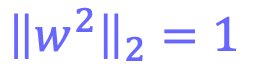 ‖w²‖₂ = 1